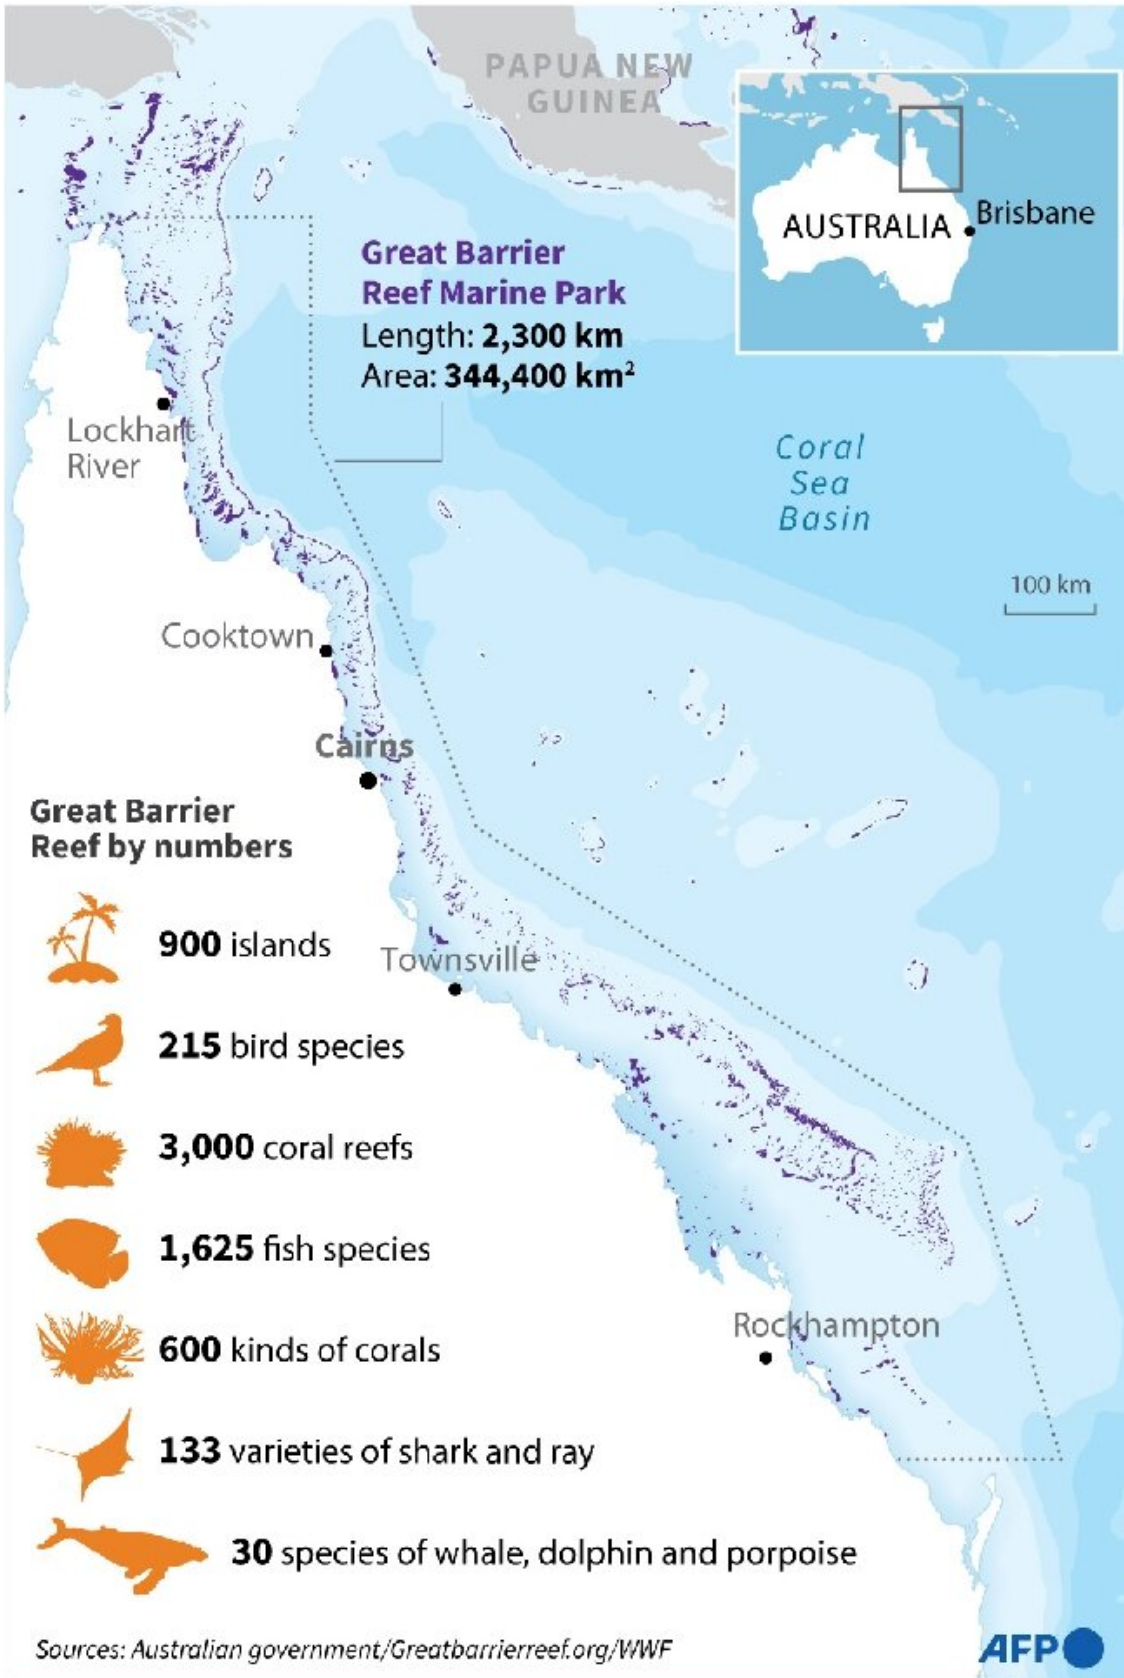 PAPUA NEW
GUINEA
AUSTRALIA
Brisbane
Great Barrier
Reef Marine Park
Length: 2,300 km
Area: 344,400 km²
Lockhart
River
Coral
Sea
Basin
100 km
Cooktown
Cairns
Great Barrier
Reef by numbers
900 islands
Townsville
215 bird species
3,000 coral reefs
1,625 fish species
Rockhampton
600 kinds of corals
133 varieties of shark and ray
30 species of whale, dolphin and porpoise
Sources: Australian government/Greatbarrierreef.org/WWF
AFP